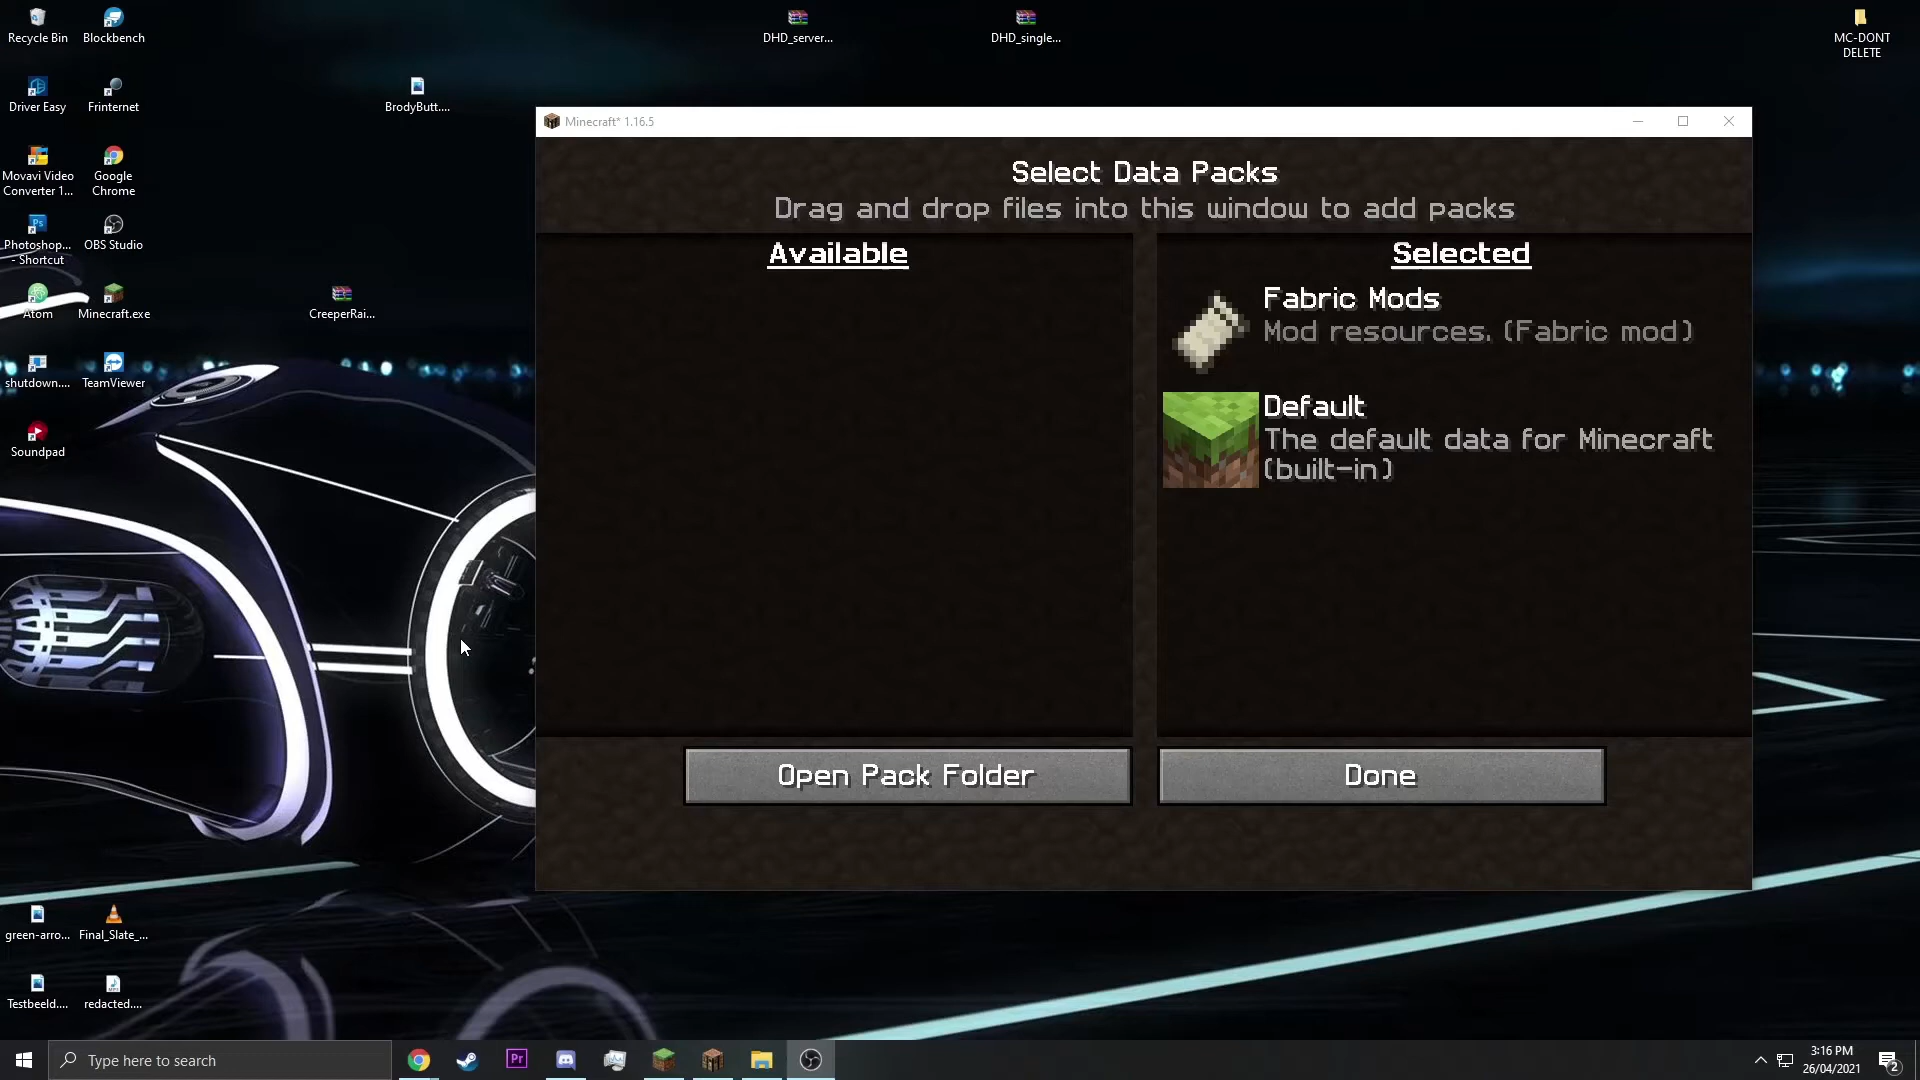 Recycle Bin
Blockbench
DHD_server...
DHD_single...
MC-DONT
DELETE
Driver Easy
Frinternet
BrodyButt....
Minecraft* 1.16.5
Movavi Video
Converter 1...
Google
Chrome
Select Data Packs
Drag and drop files into this window to add packs
Available
Selected
Photoshop...
- Shortcut
OBS Studio
Atom
Minecraft.exe
CreeperRai...
Fabric Mods
Mod resources. (Fabric mod)
shutdown....
TeamViewer
Default
The default data for Minecraft
(built-in)
Soundpad
Open Pack Folder
Done
green-arro...
Final_Slate_...
Testbeeld....
redacted....
Type here to search
Pr
3:16 PM
26/04/2021
2